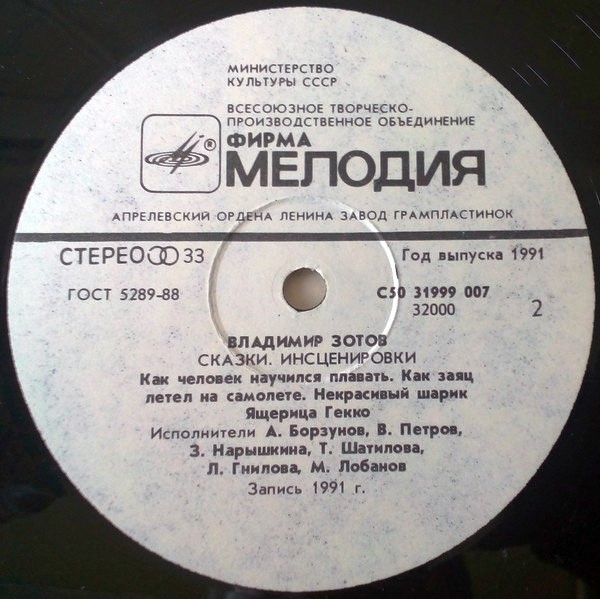 МИНИСТЕРСТВО
КУЛЬТУРЫ СССР
ВСЕСОЮЗНОЕ ТВОРЧЕСКО-
ПРОИЗВОДСТВЕННОЕ ОБЪЕДИНЕНИЕ
ФИРМА
® МЕЛОДИЯ
АПРЕЛЕВСКИЙ ОРДЕНА ЛЕНИНА ЗАВОД ГРАМПЛАСТИНОК
СТЕРЕО 33 Год выпуска 1991
ГОСТ 5289-88 С50 31999 007
32000 2
ВЛАДИМИР ЗОТОВ
СКАЗКИ. ИНСЦЕНИРОВКИ
Как человек научился плавать. Как заяц
летел на самолете. Некрасивый шарик
Ящерица Гекко
Исполнители А. Борзунов, В. Петров,
З. Нарышкина, Т. Шатилова,
Л. Гнилова, М. Лобанов
Запись 1991 г.